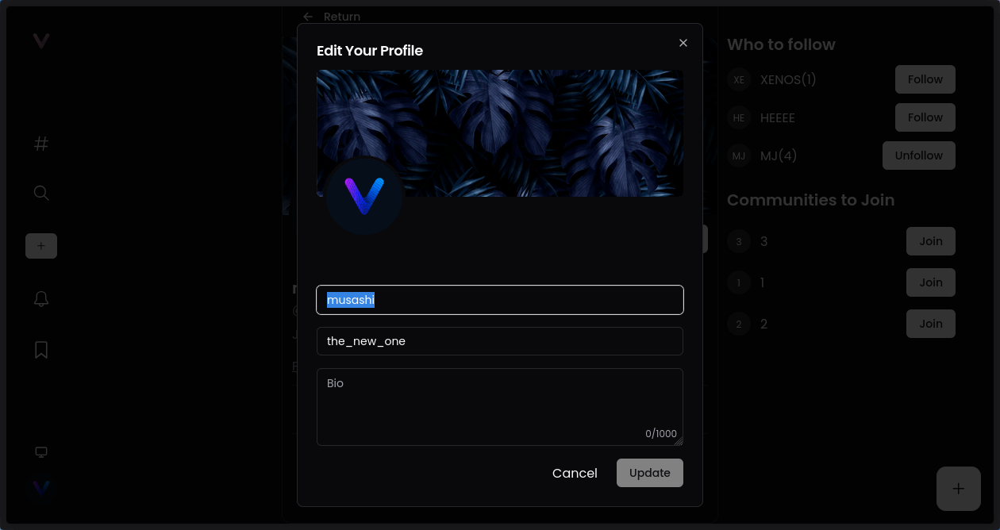 Return
Edit Your Profile
musashi
the_new_one
Bio
0/1000
Cancel
Update
Who to follow
XE XENOS(1) Follow
HE HEEEE Follow
MJ MJ(4) Unfollow
Communities to Join
3 3 Join
1 1 Join
2 2 Join